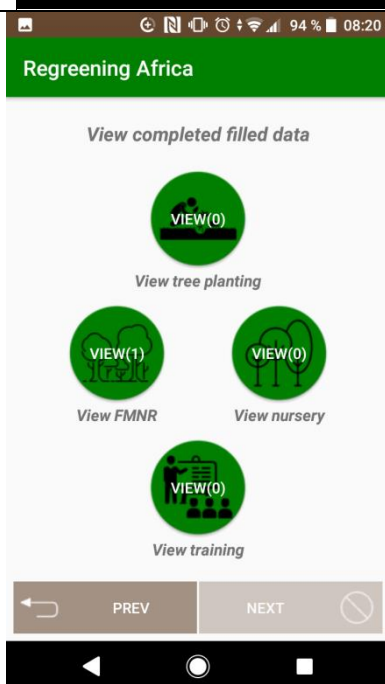 94 % 08:20
Regreening Africa
View completed filled data
VIEW(0)
View tree planting
VIEW(1) VIEW(0)
View FMNR View nursery
VIEW(0)
View training
PREV NEXT